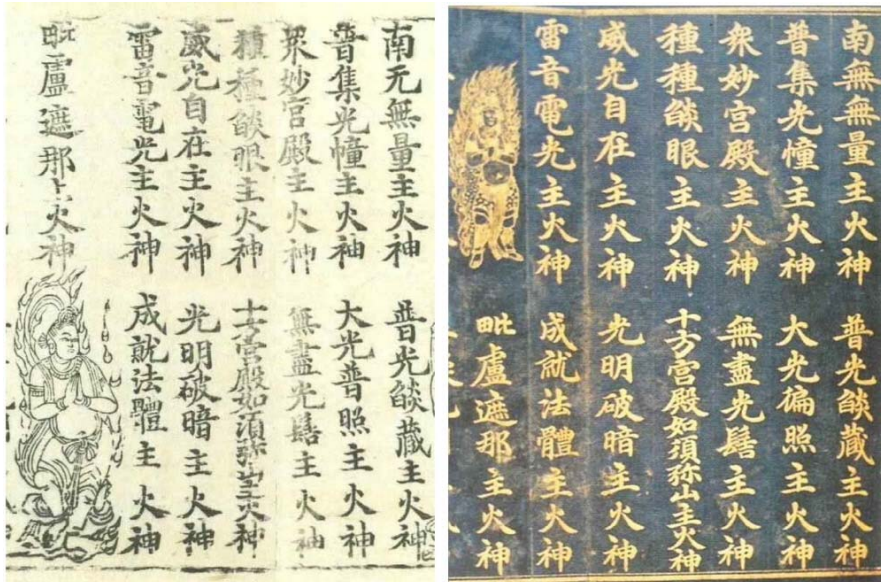 南无無量主火神
普光燄藏主火神
普集光幢主火神
大光普照主火神
衆妙宫殿主火神
無盡光髻主火神
種種燄眼主火神
十方宫殿如須弥山主火神
威光自在主火神
光明破暗主火神
雷音電光主火神
成就法體主火神
毗盧遮那主火神
南無無量主火神
普光燄藏主火神
普集光幢主火神
大光偏照主火神
衆妙宫殿主火神
無盡光髻主火神
種種燄眼主火神
十方宫殿如須弥山主火神
威光自在主火神
光明破暗主火神
雷音電光主火神
成就法體主火神
毗盧遮那主火神